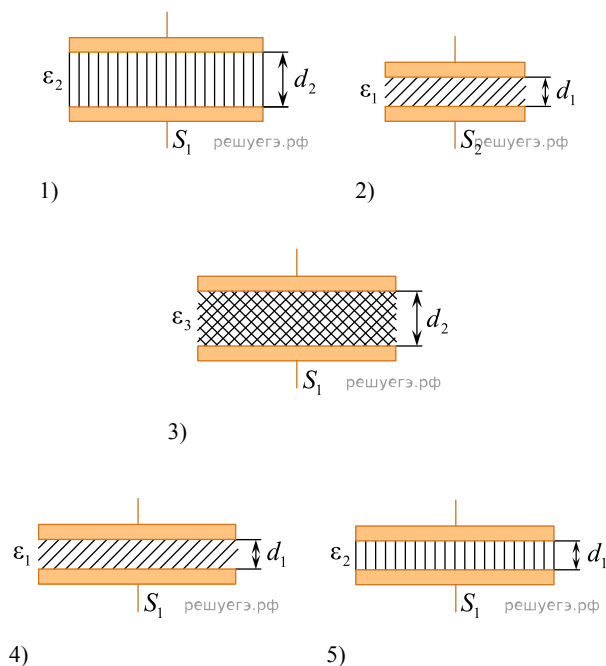 ε₂ d₂
S₁ решуегэ.рф
1)
ε₁ d₁
S₂ решуегэ.рф
2)
ε₃ d₂
S₁ решуегэ.рф
3)
ε₁ d₁
S₁ решуегэ.рф
4)
ε₂ d₁
S₁ решуегэ.рф
5)